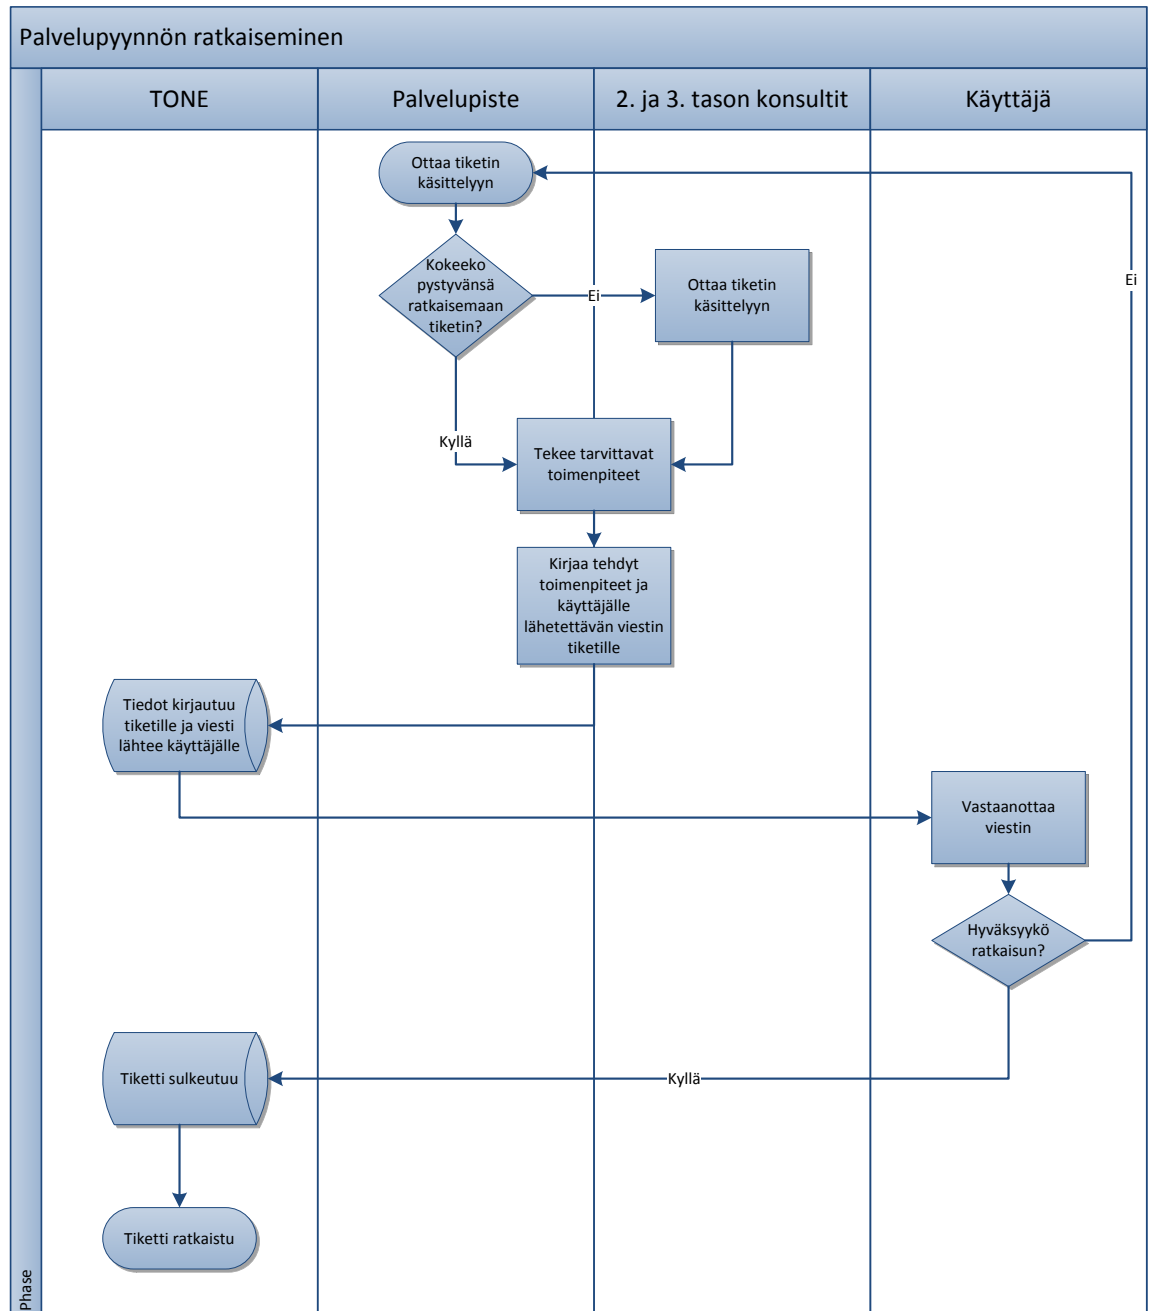 Palvelupyynnön ratkaiseminen
TONE
Palvelupiste
2. ja 3. tason konsultit
Käyttäjä
Ottaa tiketin
käsittelyyn
Kokeeko
pystyvänsä
ratkaisemaan
tiketin?
Ei
Ottaa tiketin
käsittelyyn
Ei
Kyllä
Tekee tarvittavat
toimenpiteet
Kirjaa tehdyt
toimenpiteet ja
käyttäjälle
lähetettävän viestin
tiketille
Tiedot kirjautuu
tiketille ja viesti
lähtee käyttäjälle
Vastaanottaa
viestin
Hyväksyykö
ratkaisun?
Tiketti sulkeutuu
Kyllä
Tiketti ratkaistu
Phase